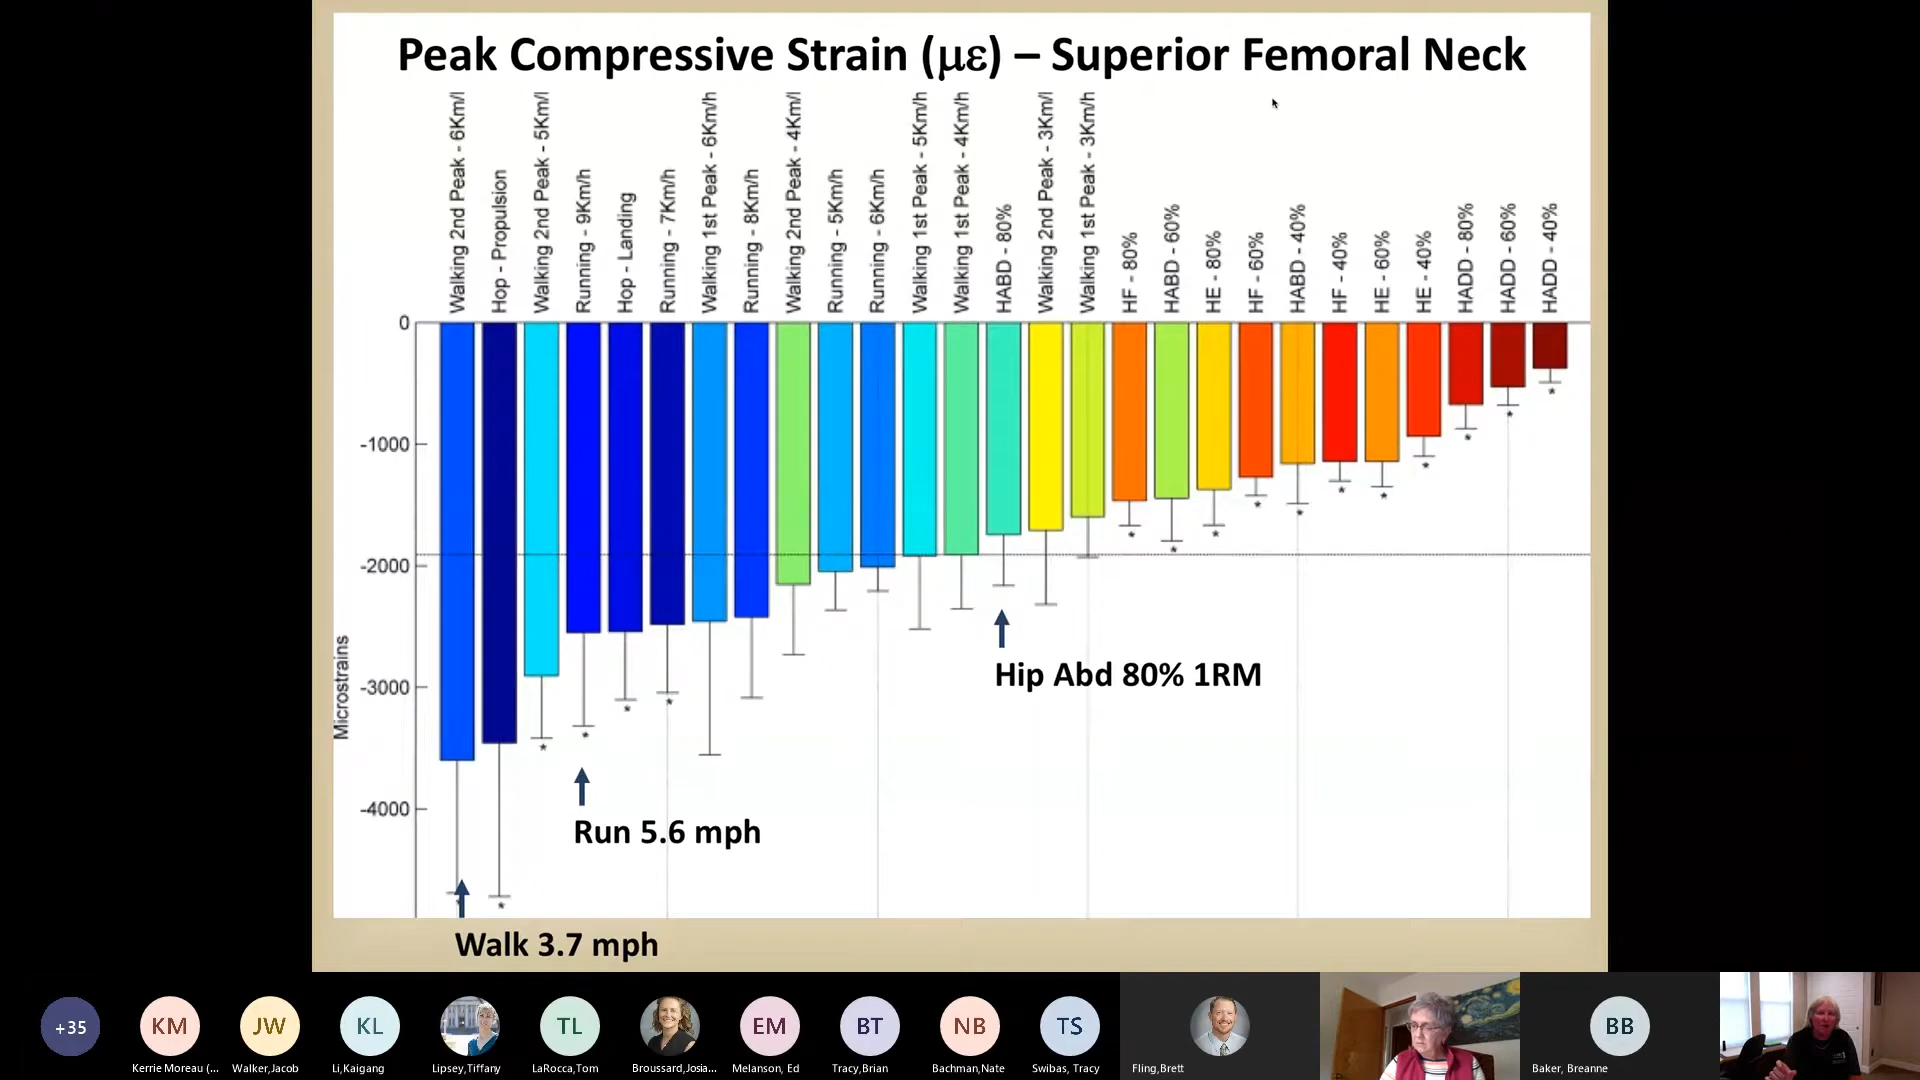 Peak Compressive Strain (με) – Superior Femoral Neck
Walking 2nd Peak - 6Km/l
Hop - Propulsion
Walking 2nd Peak - 5Km/l
Running - 9Km/h
Hop - Landing
Running - 7Km/h
Walking 1st Peak - 6Km/h
Running - 8Km/h
Walking 2nd Peak - 4Km/l
Running - 5Km/h
Running - 6Km/h
Walking 1st Peak - 5Km/h
Walking 1st Peak - 4Km/h
HABD - 80%
Walking 2nd Peak - 3Km/l
Walking 1st Peak - 3Km/h
HF - 80%
HABD - 60%
HE - 80%
HF - 60%
HABD - 40%
HF - 40%
HE - 60%
HE - 40%
HADD - 80%
HADD - 60%
HADD - 40%
0
-1000
-2000
-3000
-4000
Microstrains
Hip Abd 80% 1RM
Run 5.6 mph
Walk 3.7 mph
+35
KM
JW
KL
TL
EM
BT
NB
TS
BB
Kerrie Moreau (...
Walker,Jacob
Li,Kaigang
Lipsey,Tiffany
LaRocca,Tom
Broussard,Josia...
Melanson, Ed
Tracy,Brian
Bachman,Nate
Swibas, Tracy
Fling,Brett
Baker, Breanne